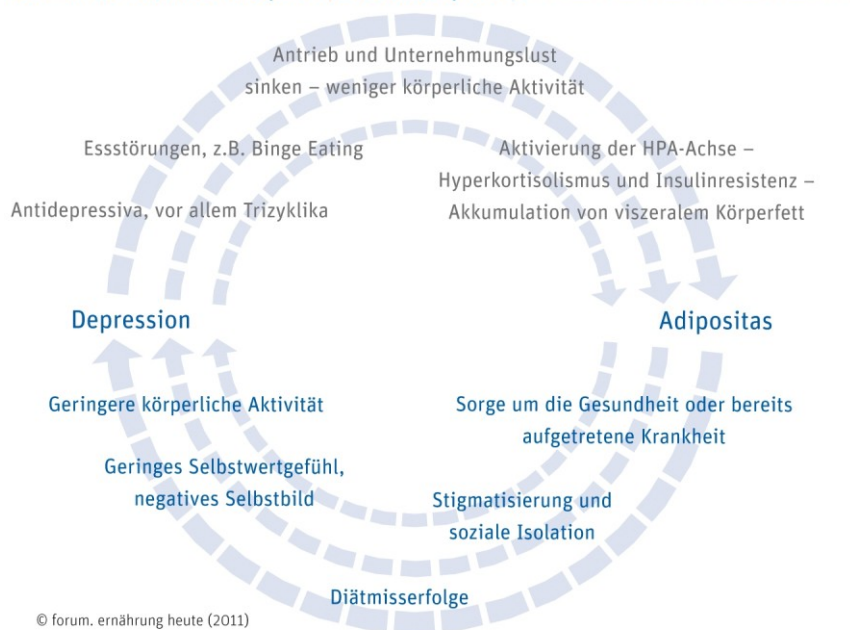 Antrieb und Unternehmungslust
sinken – weniger körperliche Aktivität
Essstörungen, z.B. Binge Eating
Antidepressiva, vor allem Trizyklika
Aktivierung der HPA-Achse –
Hyperkortisolismus und Insulinresistenz –
Akkumulation von viszeralem Körperfett
Depression
Adipositas
Geringere körperliche Aktivität
Geringes Selbstwertgefühl,
negatives Selbstbild
Sorge um die Gesundheit oder bereits
aufgetretene Krankheit
Stigmatisierung und
soziale Isolation
Diätmisserfolge
© forum. ernährung heute (2011)